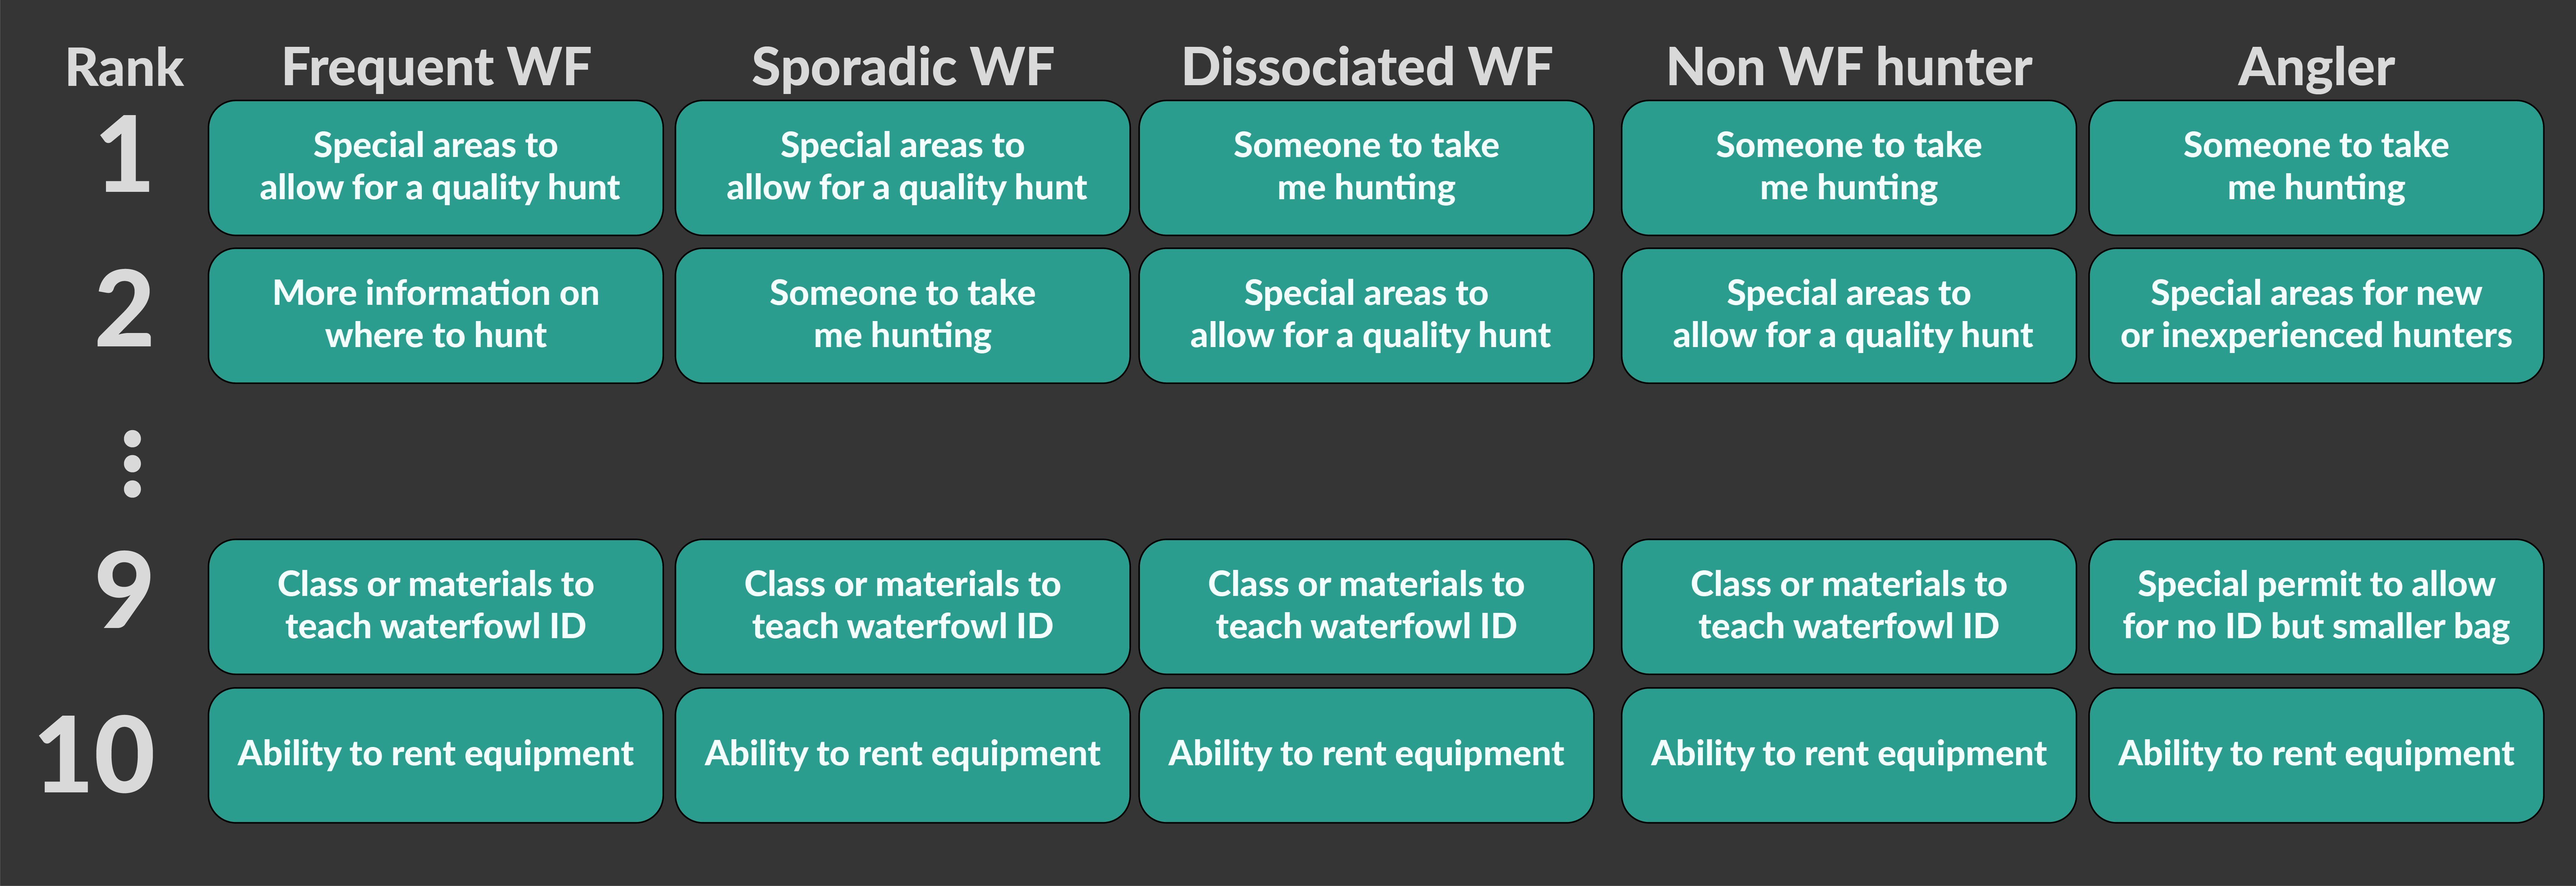 Rank Frequent WF Sporadic WF Dissociated WF Non WF hunter Angler
1
Special areas to
allow for a quality hunt
Special areas to
allow for a quality hunt
Someone to take
me hunting
Someone to take
me hunting
Someone to take
me hunting
2
More information on
where to hunt
Someone to take
me hunting
Special areas to
allow for a quality hunt
Special areas to
allow for a quality hunt
Special areas for new
or inexperienced hunters
9
Class or materials to
teach waterfowl ID
Class or materials to
teach waterfowl ID
Class or materials to
teach waterfowl ID
Class or materials to
teach waterfowl ID
Special permit to allow
for no ID but smaller bag
10
Ability to rent equipment
Ability to rent equipment
Ability to rent equipment
Ability to rent equipment
Ability to rent equipment